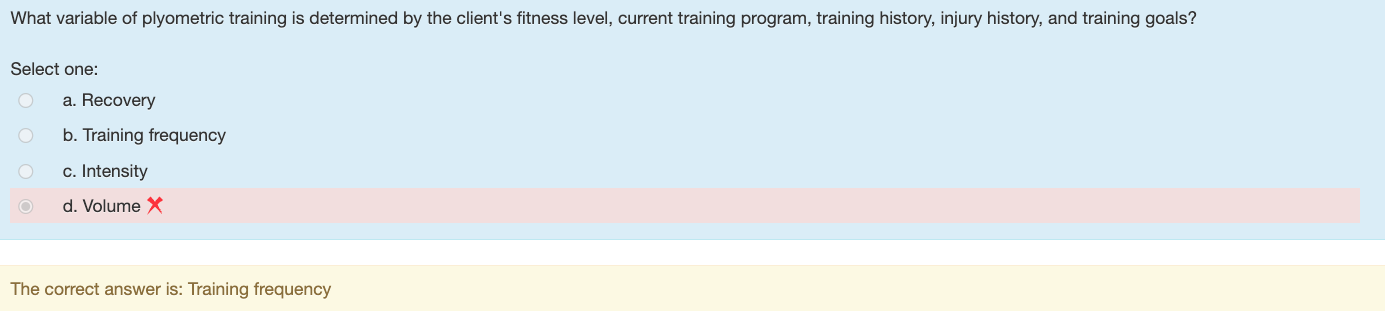 What variable of plyometric training is determined by the client's fitness level, current training program, training history, injury history, and training goals?
Select one:
a. Recovery
b. Training frequency
c. Intensity
d. Volume
The correct answer is: Training frequency